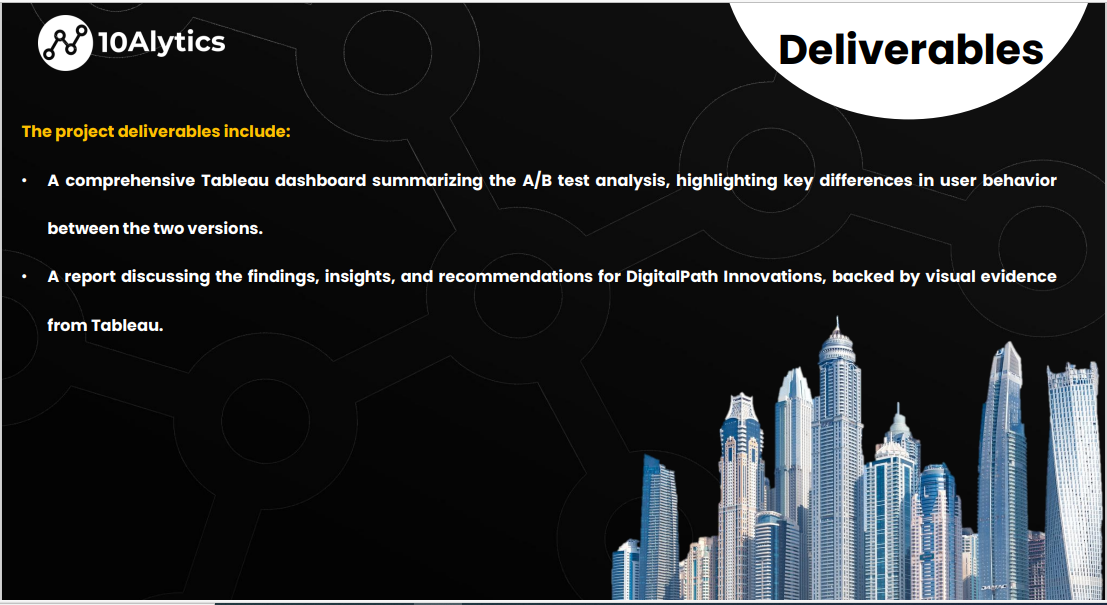 10Alytics
Deliverables
The project deliverables include:
• A comprehensive Tableau dashboard summarizing the A/B test analysis, highlighting key differences in user behavior
between the two versions.
• A report discussing the findings, insights, and recommendations for DigitalPath Innovations, backed by visual evidence
from Tableau.
DAMAC